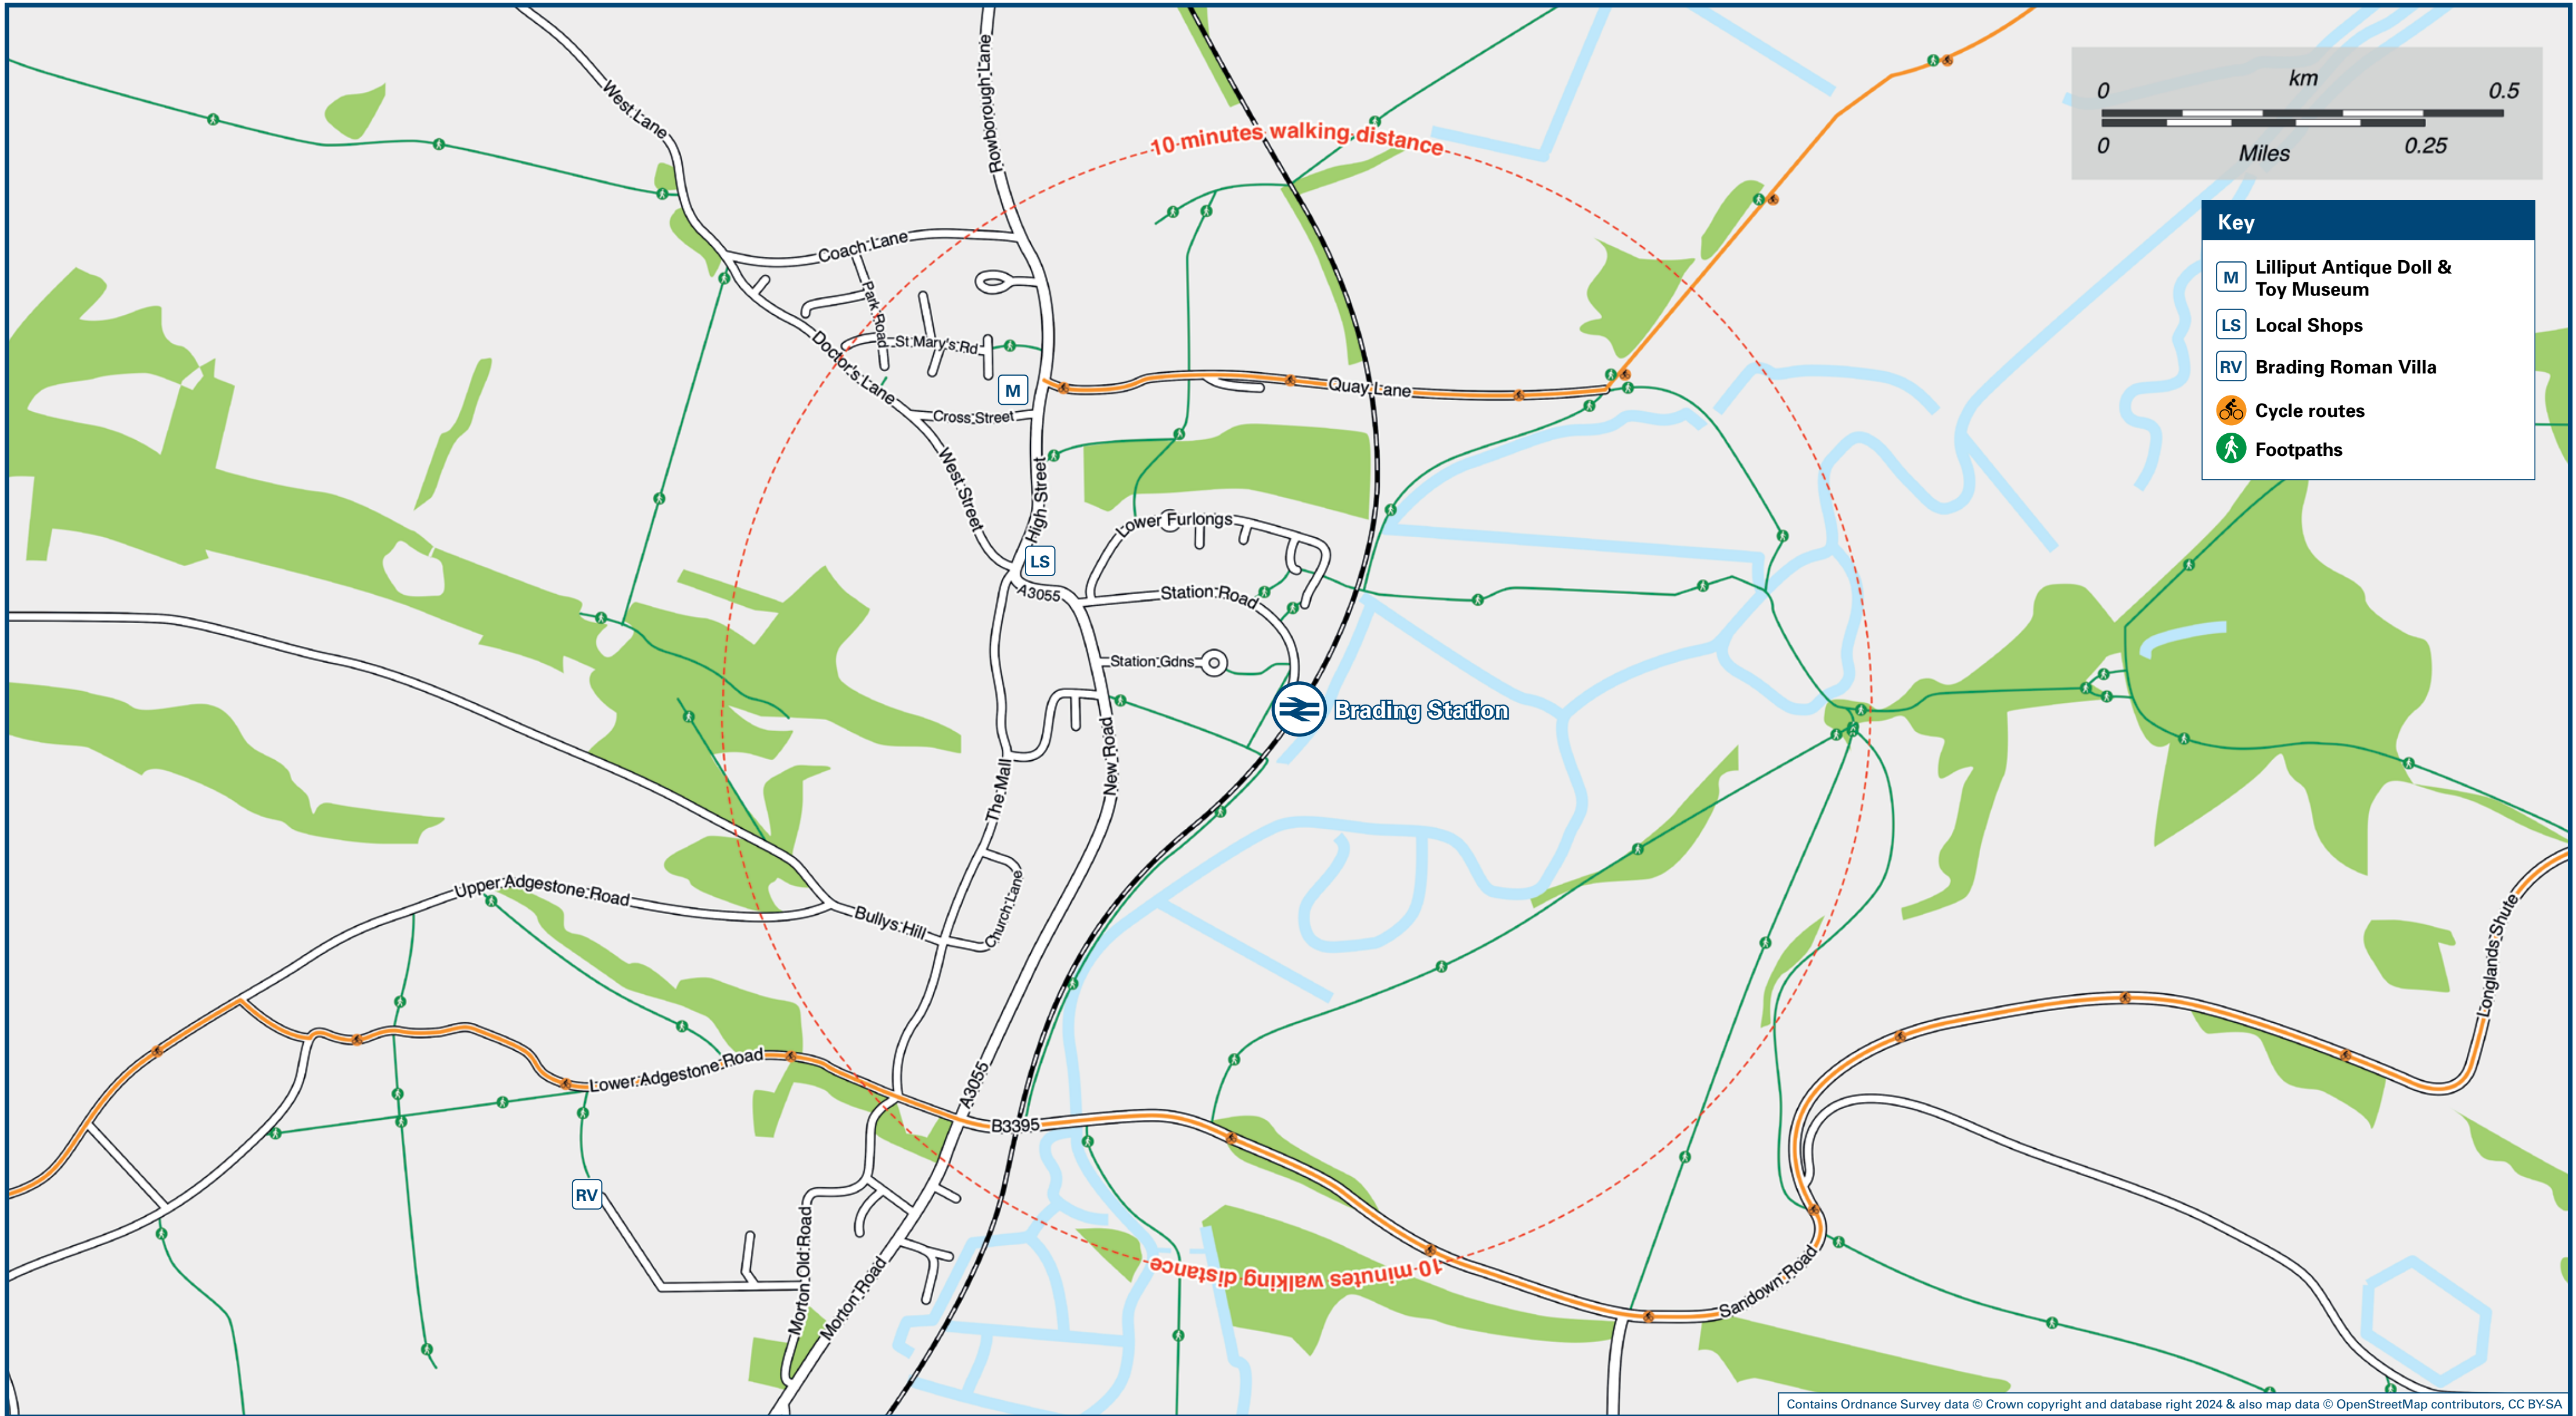 10 minutes walking distance
km
0
0.5
0
0.25
Miles
Key
M
Lilliput Antique Doll &
Toy Museum
LS
Local Shops
RV
Brading Roman Villa
Cycle routes
Footpaths
West Lane
Rowborough Lane
Coach Lane
Park Road
St Mary's Rd
Doctor's Lane
M
Quay Lane
Cross Street
West Street
High Street
Lower Furlongs
LS
A3055
Station Road
Station Gdns
Brading Station
New Road
The Mall
Church Lane
Upper Adgestone Road
Bullys Hill
Longlands Shute
Lower Adgestone Road
A3055
B3395
RV
Morton Old Road
Morton Road
Sandown Road
10 minutes walking distance
Contains Ordnance Survey data © Crown copyright and database right 2024 & also map data © OpenStreetMap contributors, CC BY-SA